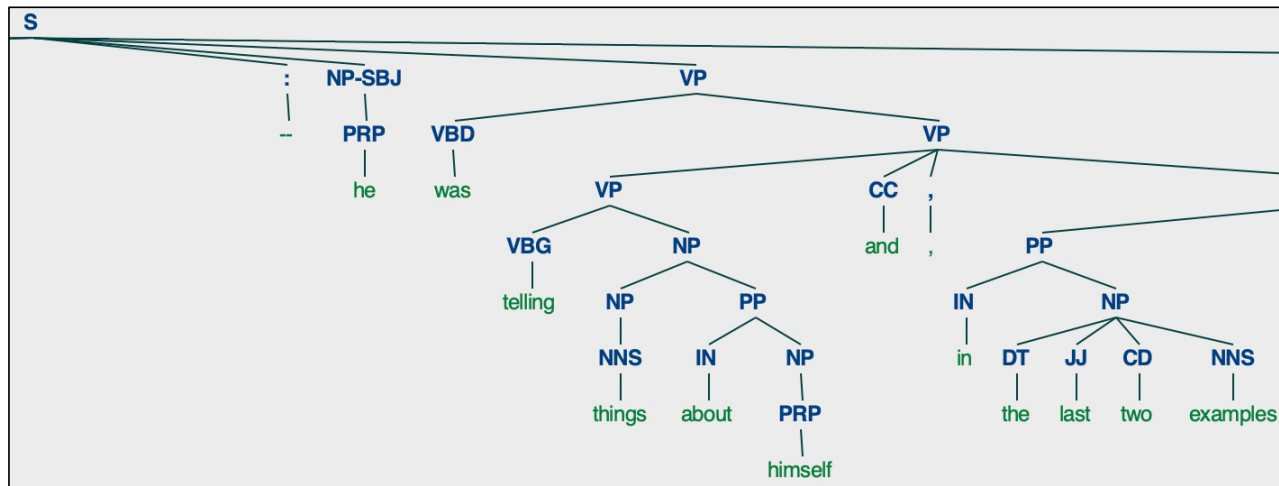 S
: NP-SBJ VP
-- PRP VBD VP
he was VP CC ,
VBG NP and , PP
telling NP PP IN NP
NNS IN NP in DT JJ CD NNS
things about PRP the last two examples
himself